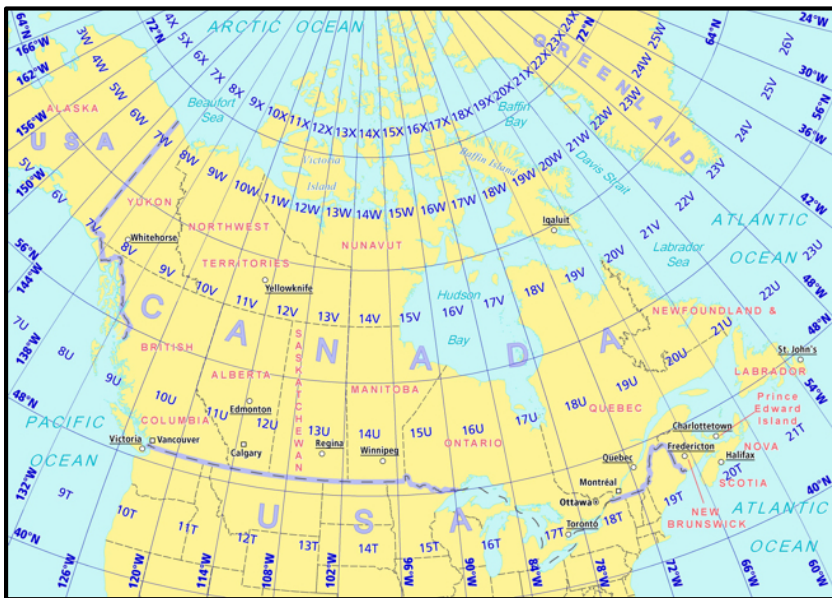 64°N
166°W
162°W
156°W
150°W
56°N
144°W
138°W
48°N
132°W
40°N
126°W
120°W
114°W
108°W
102°W
96°W
90°W
84°W
78°W
72°W
66°W
60°W
40°N
54°W
48°N
48°W
42°W
36°W
56°N
30°W
24°W
64°N
72°N
72°N
ARCTIC OCEAN
3W
4W
5W
6W
7W
8W
9W
10W
11W
12W
13W
14W
15W
16W
17W
18W
19W
20W
21W
22W
23W
24W
25W
4X
5X
6X
7X
8X
9X
10X
11X
12X
13X
14X
15X
16X
17X
18X
19X
20X
21X
22X
23X
24X
5V
6V
7V
8V
9V
10V
11V
12V
13V
14V
15V
16V
17V
18V
19V
20V
21V
22V
23V
24V
25V
26V
7U
8U
9U
10U
11U
12U
13U
14U
15U
16U
17U
18U
19U
20U
21U
22U
23U
9T
10T
11T
12T
13T
14T
15T
16T
17T
18T
19T
20T
21T
ALASKA
USA
GREENLAND
Beaufort
Sea
Baffin
Bay
Victoria
Island
Baffin Island
Davis Strait
YUKON
Whitehorse
NORTHWEST
TERRITORIES
Yellowknife
NUNAVUT
Iqaluit
Labrador
Sea
ATLANTIC
OCEAN
Hudson
Bay
CANADA
BRITISH
COLUMBIA
ALBERTA
SASKATCHEWAN
MANITOBA
ONTARIO
QUEBEC
NEWFOUNDLAND &
LABRADOR
St. John's
Prince
Edward
Island
Charlottetown
Fredericton
NOVA
SCOTIA
Halifax
NEW
BRUNSWICK
Edmonton
Calgary
Regina
Winnipeg
Victoria
Vancouver
Quebec
Montréal
Ottawa
Toronto
PACIFIC
OCEAN
USA
ATLANTIC
OCEAN